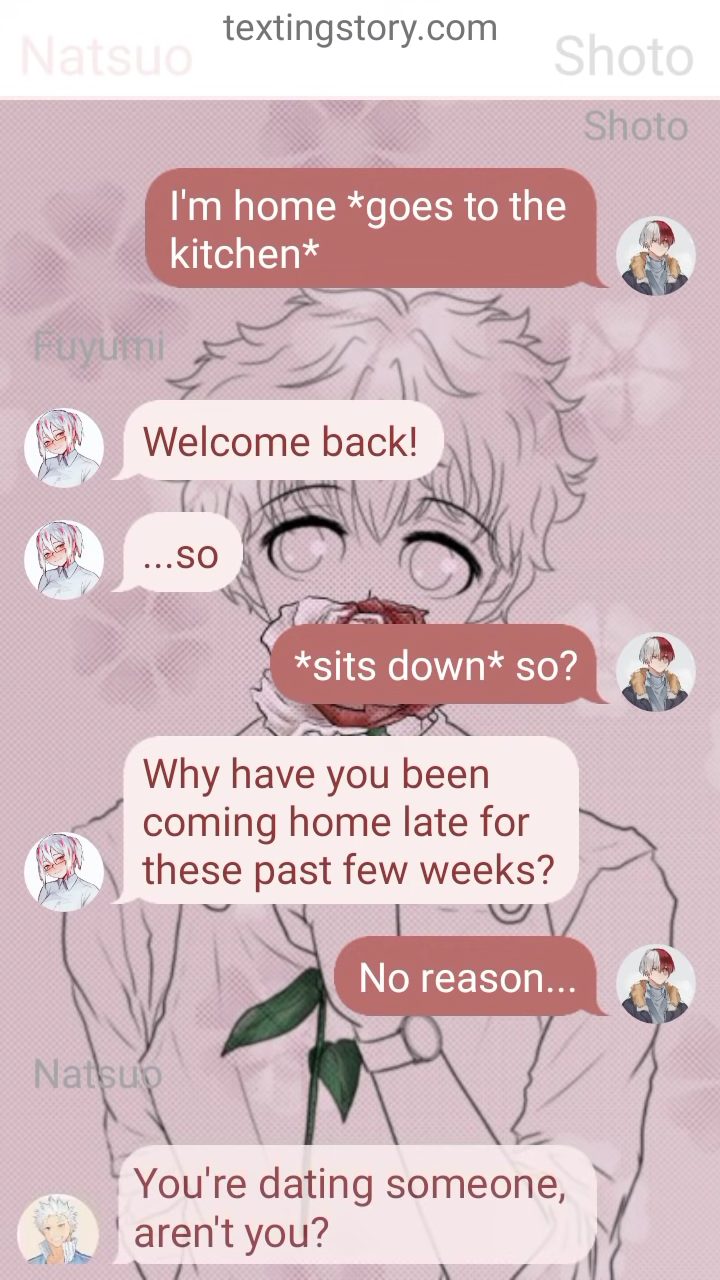 textingstory.com
Natsuo
Shoto
Shoto
I'm home *goes to the
kitchen*
Fuyumi
Welcome back!
...so
*sits down* so?
Why have you been
coming home late for
these past few weeks?
No reason...
Natsuo
You're dating someone,
aren't you?